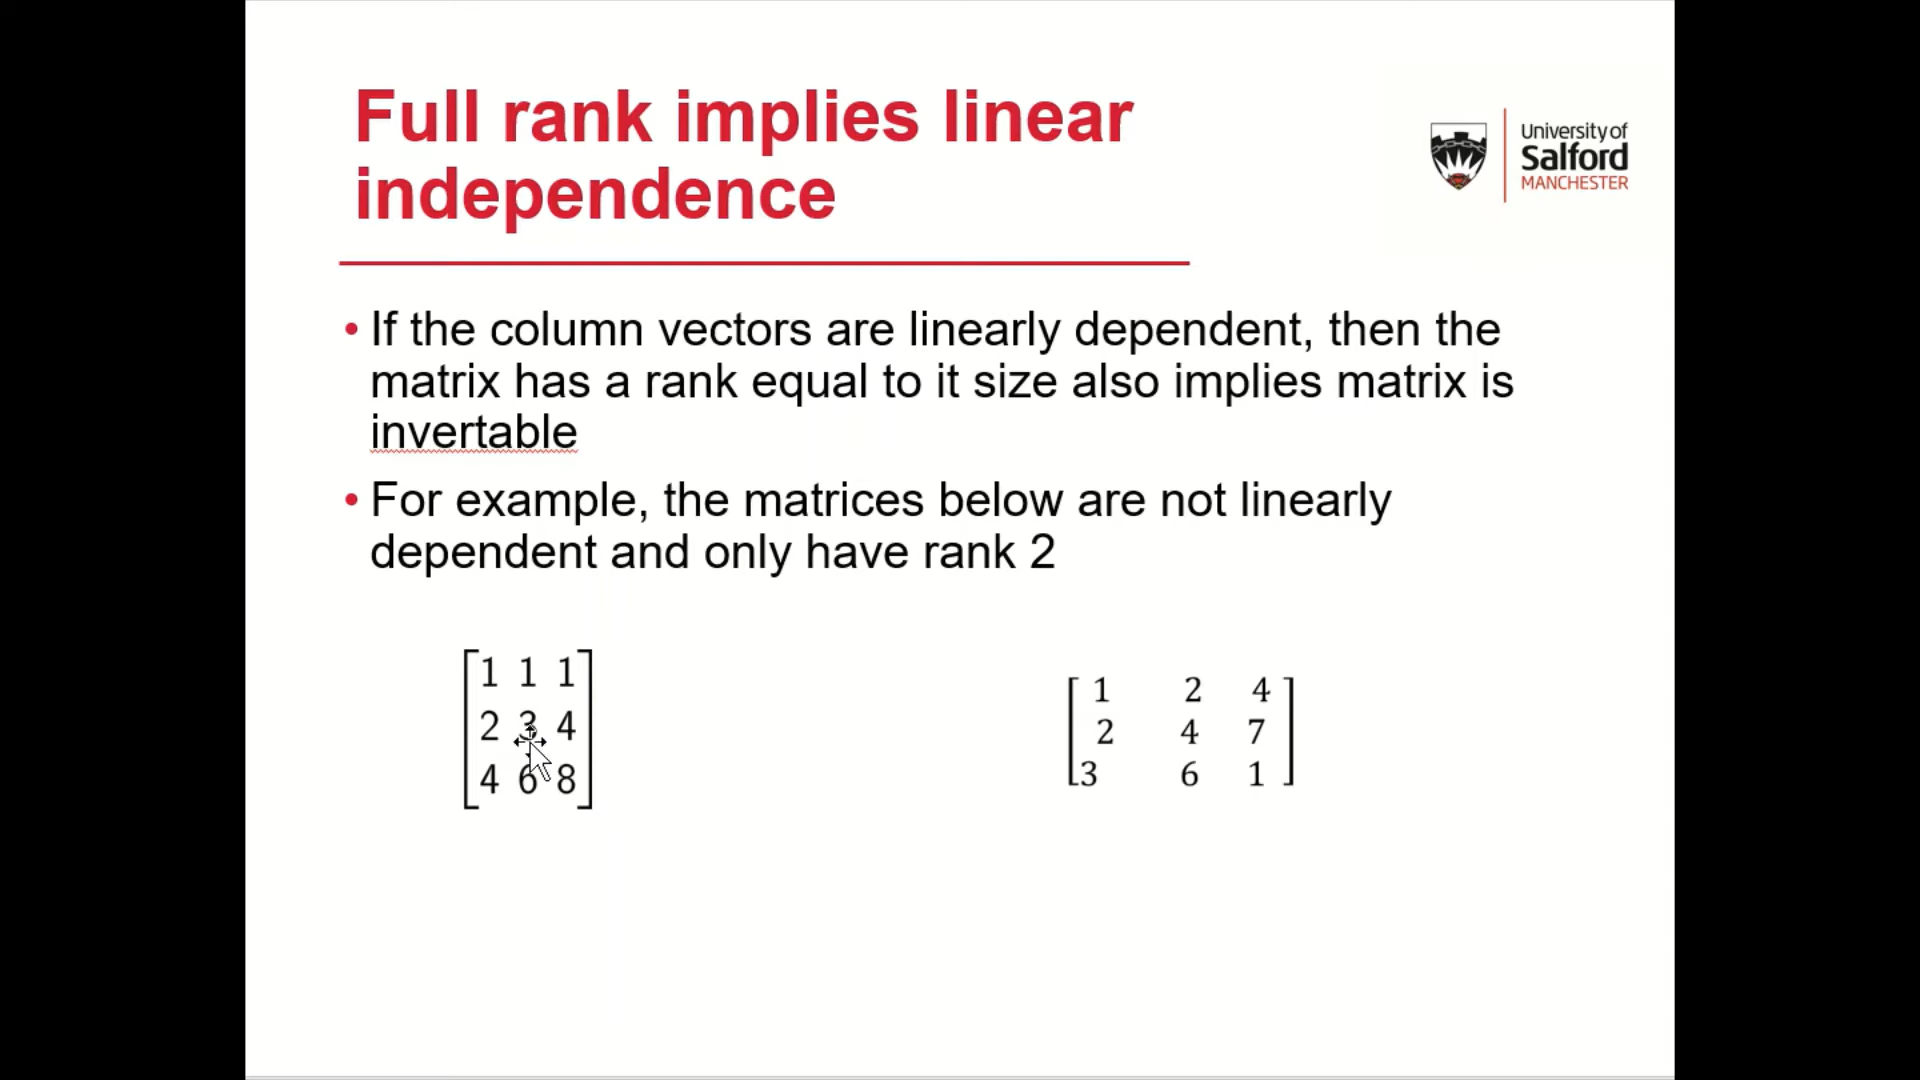 Full rank implies linear
independence
University of
Salford
MANCHESTER
• If the column vectors are linearly dependent, then the
matrix has a rank equal to it size also implies matrix is
invertable
• For example, the matrices below are not linearly
dependent and only have rank 2
1 1 1
2 3 4
4 6 8
1 2 4
2 4 7
3 6 1